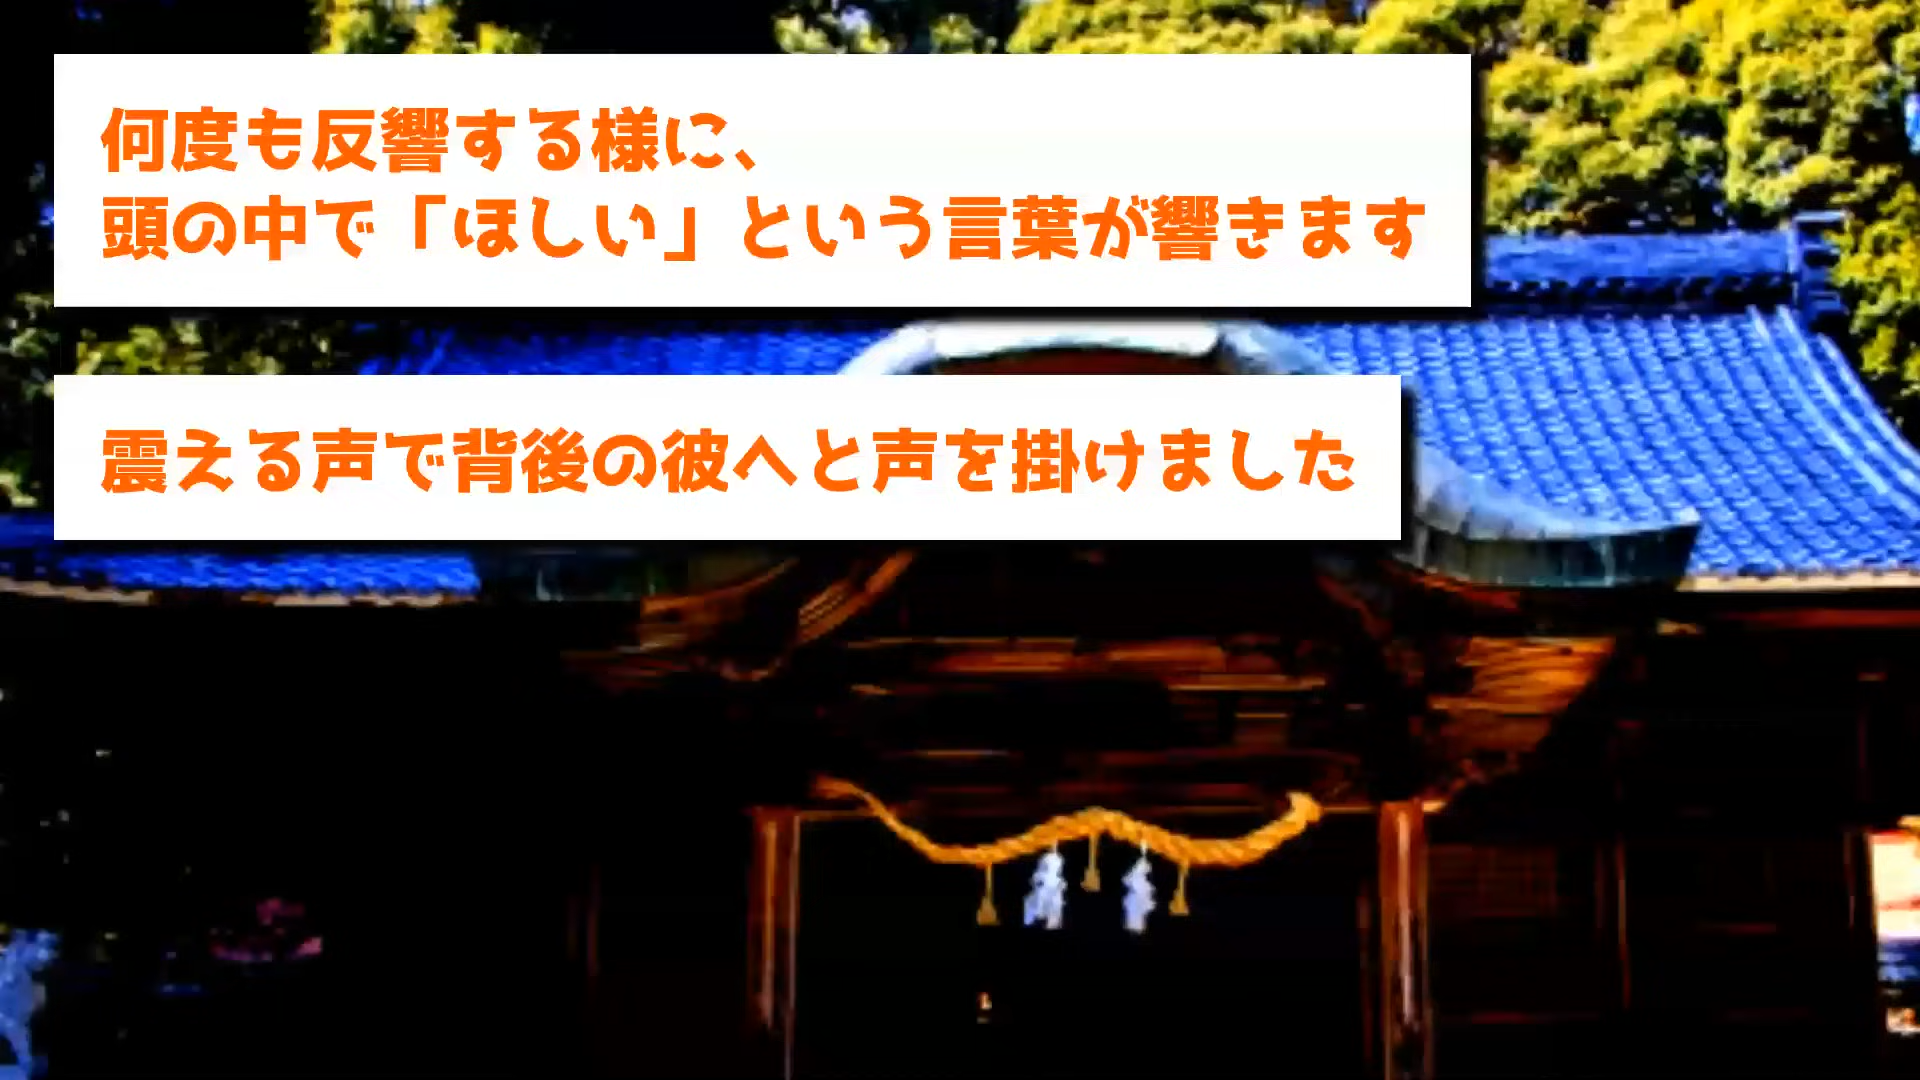 何度も反響する様に、
頭の中で「ほしい」という言葉が響きます
震える声で背後の彼へと声を掛けました